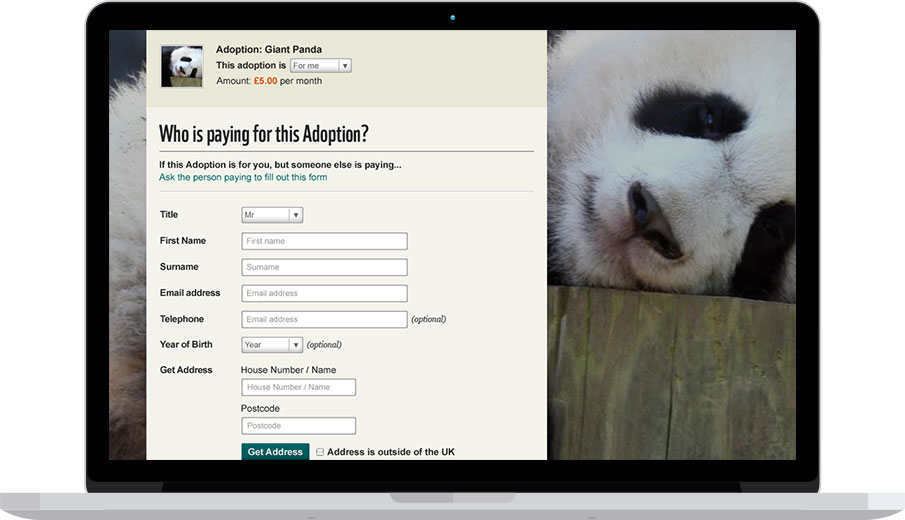 Adoption: Giant Panda
This adoption is For me
Amount: £5.00 per month
Who is paying for this Adoption?
If this Adoption is for you, but someone else is paying...
Ask the person paying to fill out this form
Title Mr
First Name First name
Surname Surname
Email address Email address
Telephone Email address (optional)
Year of Birth Year (optional)
Get Address House Number / Name
House Number / Name
Postcode
Postcode
Get Address Address is outside of the UK